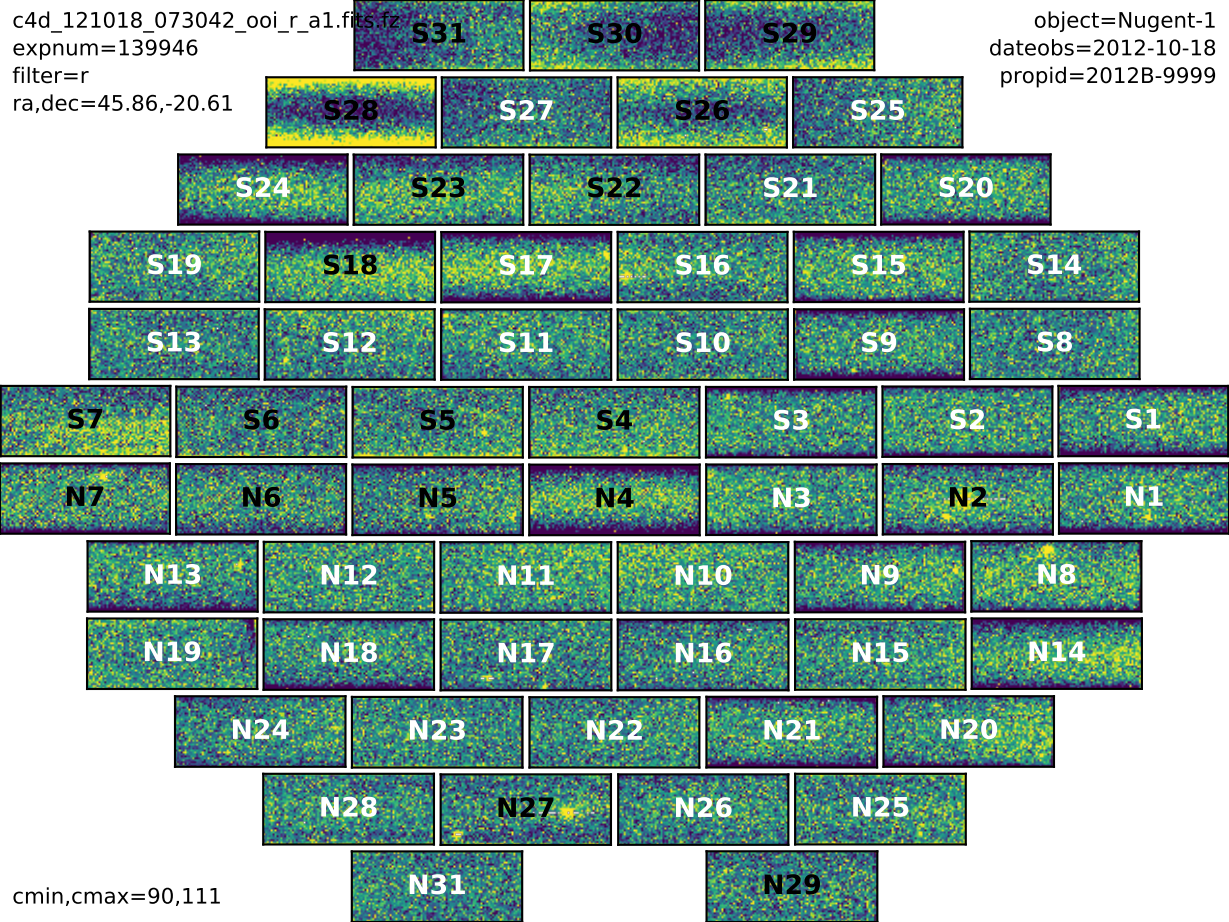 c4d_121018_073042_ooi_r_a1.fits.fz
expnum=139946
filter=r
ra,dec=45.86,-20.61
object=Nugent-1
dateobs=2012-10-18
propid=2012B-9999
S31 S30 S29
S28 S27 S26 S25
S24 S23 S22 S21 S20
S19 S18 S17 S16 S15 S14
S13 S12 S11 S10 S9 S8
S7 S6 S5 S4 S3 S2 S1
N7 N6 N5 N4 N3 N2 N1
N13 N12 N11 N10 N9 N8
N19 N18 N17 N16 N15 N14
N24 N23 N22 N21 N20
N28 N27 N26 N25
N31 N29
cmin,cmax=90,111